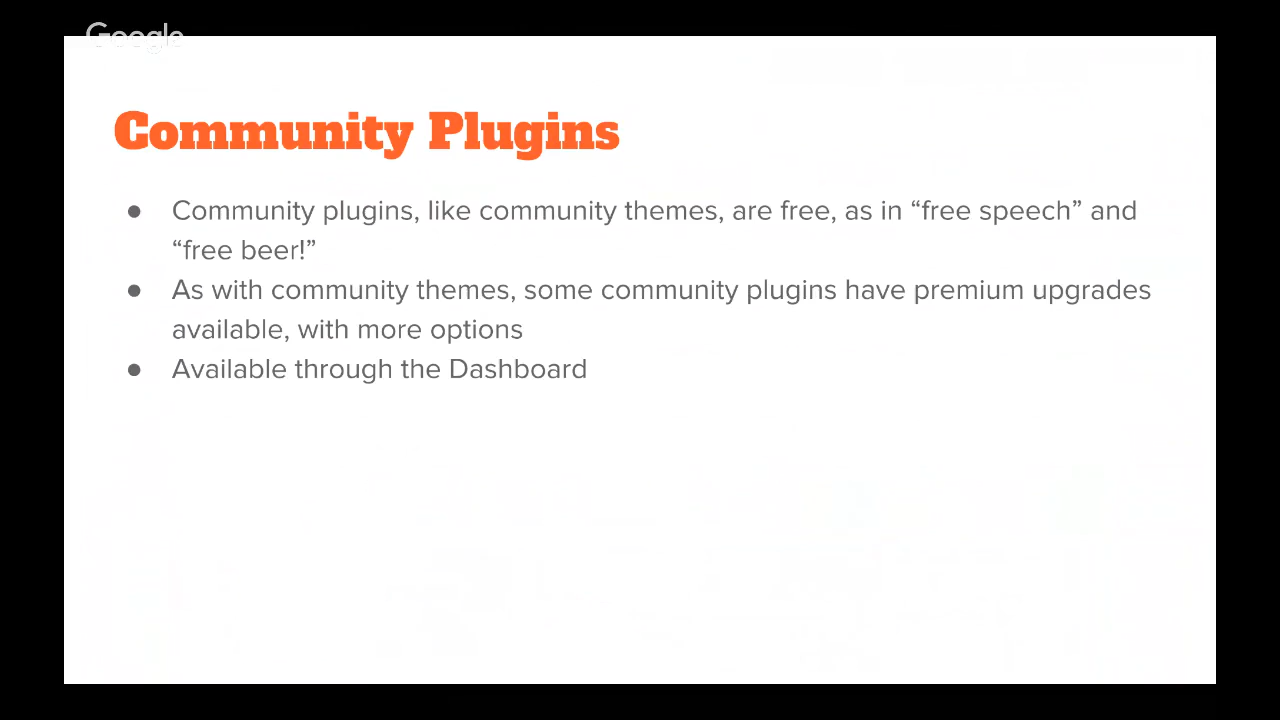 Google
Community Plugins
● Community plugins, like community themes, are free, as in “free speech” and
“free beer!”
● As with community themes, some community plugins have premium upgrades
available, with more options
● Available through the Dashboard